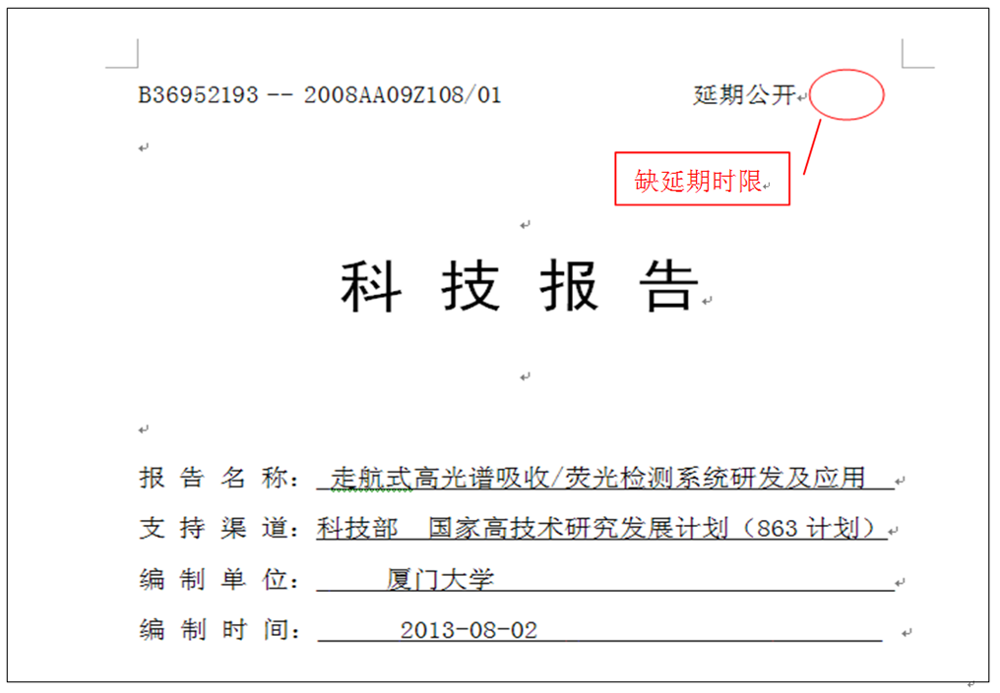 B36952193 -- 2008AA09Z108/01 延期公开
缺延期时限
科 技 报 告
报 告 名 称： 走航式高光谱吸收/荧光检测系统研发及应用
支 持 渠 道：科技部 国家高技术研究发展计划（863 计划）
编 制 单 位： 厦门大学
编 制 时 间： 2013-08-02